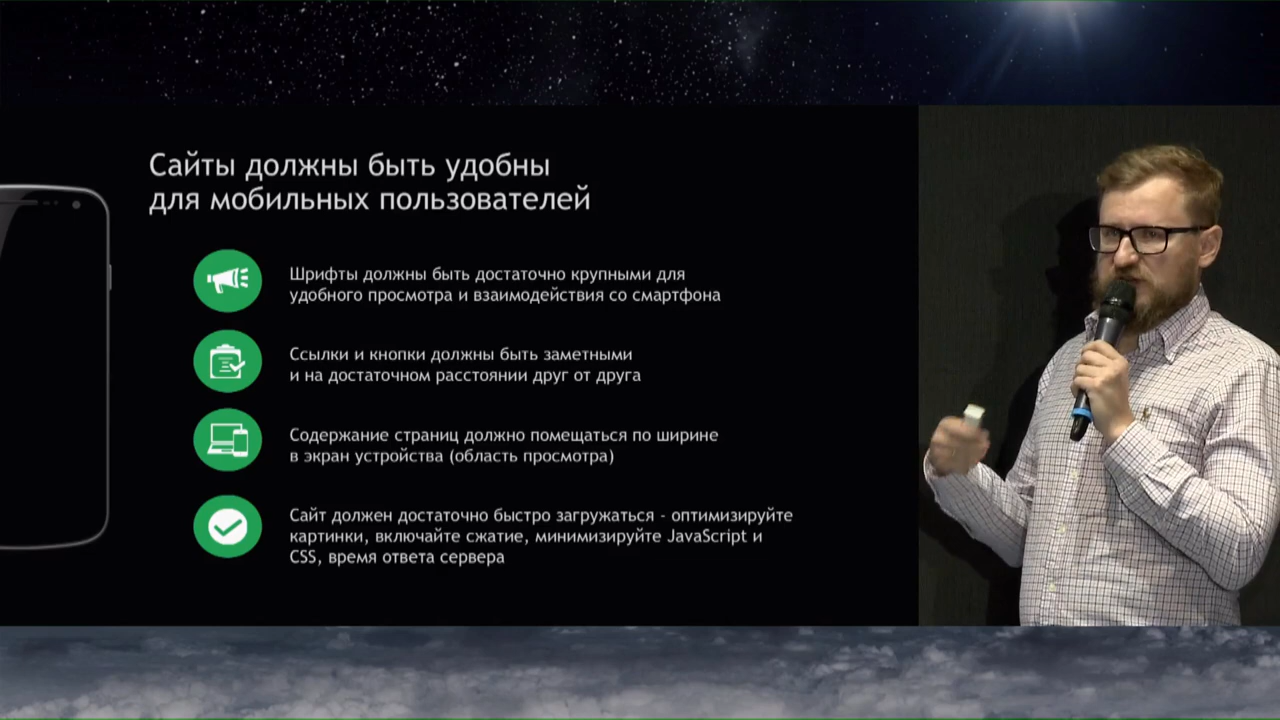 Сайты должны быть удобны
для мобильных пользователей
Шрифты должны быть достаточно крупными для
удобного просмотра и взаимодействия со смартфона
Ссылки и кнопки должны быть заметными
и на достаточном расстоянии друг от друга
Содержание страниц должно помещаться по ширине
в экран устройства (область просмотра)
Сайт должен достаточно быстро загружаться - оптимизируйте
картинки, включайте сжатие, минимизируйте JavaScript и
CSS, время ответа сервера